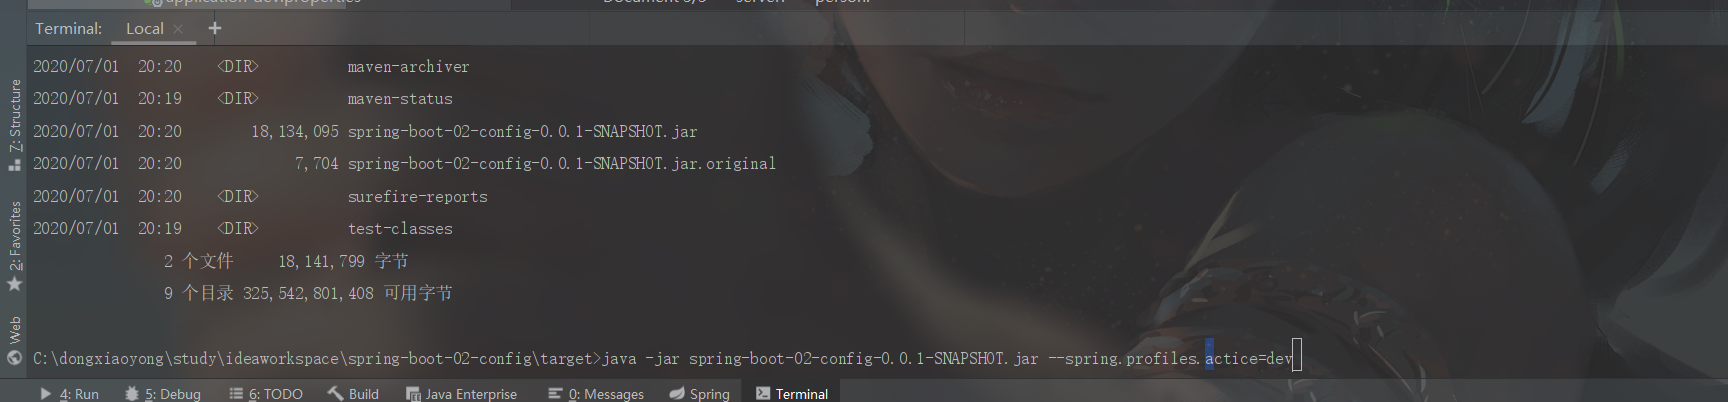 Terminal: Local × +
2020/07/01 20:20 <DIR> maven-archiver
2020/07/01 20:19 <DIR> maven-status
2020/07/01 20:20 18,134,095 spring-boot-02-config-0.0.1-SNAPSHOT.jar
2020/07/01 20:20 7,704 spring-boot-02-config-0.0.1-SNAPSHOT.jar.original
2020/07/01 20:20 <DIR> surefire-reports
2020/07/01 20:19 <DIR> test-classes
2 个文件 18,141,799 字节
9 个目录 325,542,801,408 可用字节
C:\dongxiaoyong\study\ideaworkspace\spring-boot-02-config\target>java -jar spring-boot-02-config-0.0.1-SNAPSHOT.jar --spring.profiles.actice=dev
Z: Structure
2: Favorites
Web
4: Run 5: Debug 6: TODO Build Java Enterprise 0: Messages Spring Terminal